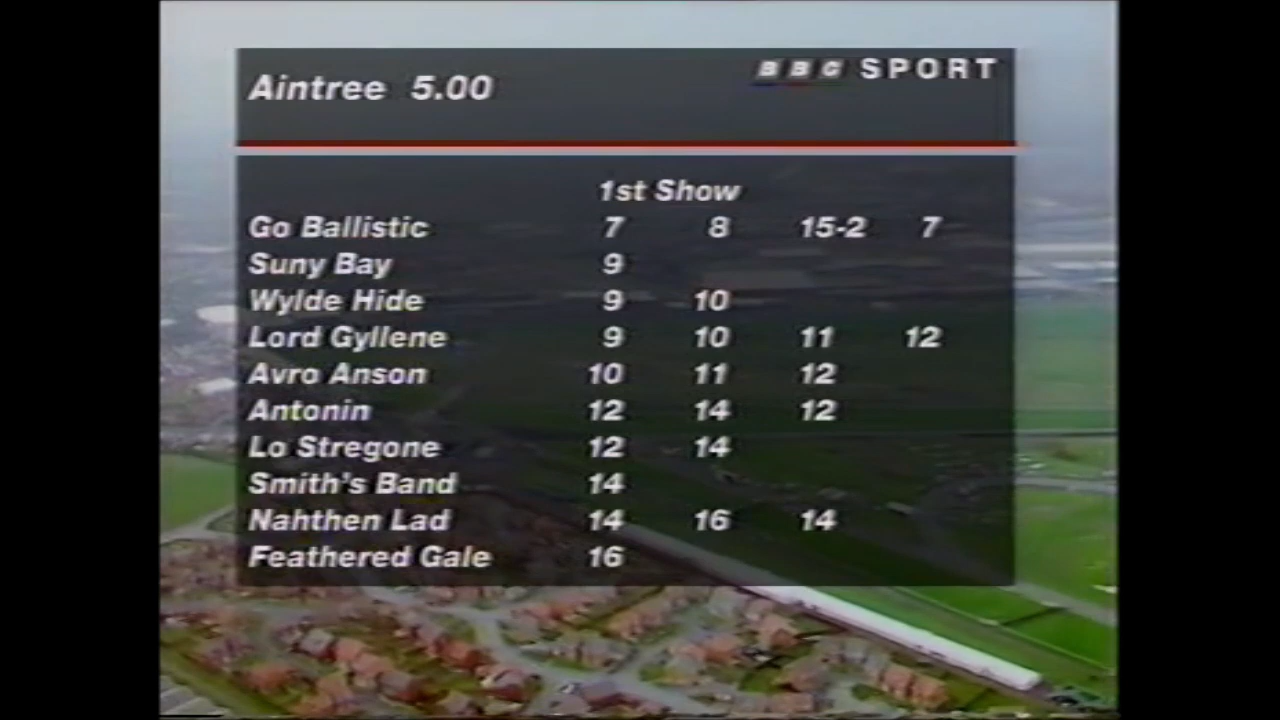 Aintree 5.00
BBC SPORT
1st Show
Go Ballistic 7 8 15-2 7
Suny Bay 9
Wylde Hide 9 10
Lord Gyllene 9 10 11 12
Avro Anson 10 11 12
Antonin 12 14 12
Lo Stregone 12 14
Smith's Band 14
Nahthen Lad 14 16 14
Feathered Gale 16